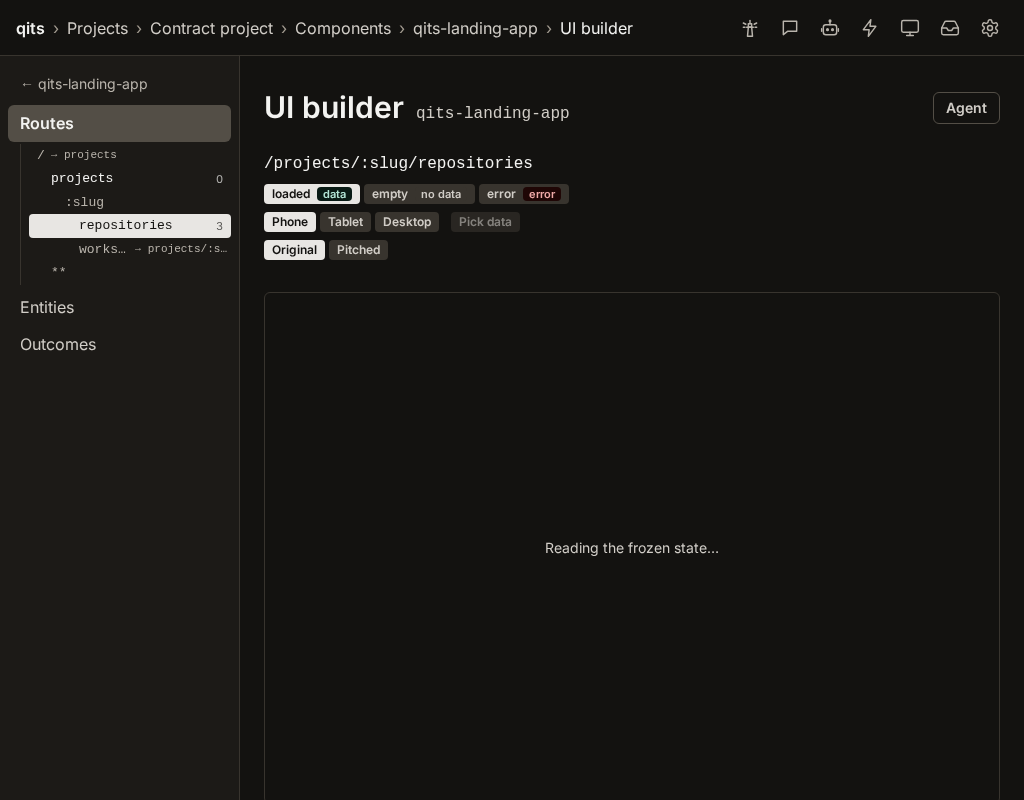 qits › Projects › Contract project › Components › qits-landing-app › UI builder
← qits-landing-app
Routes
/ → projects
projects 0
:slug
repositories 3
works… → projects/:s…
**
Entities
Outcomes
UI builder qits-landing-app
Agent
/projects/:slug/repositories
loaded data empty no data error error
Phone Tablet Desktop Pick data
Original Pitched
Reading the frozen state…